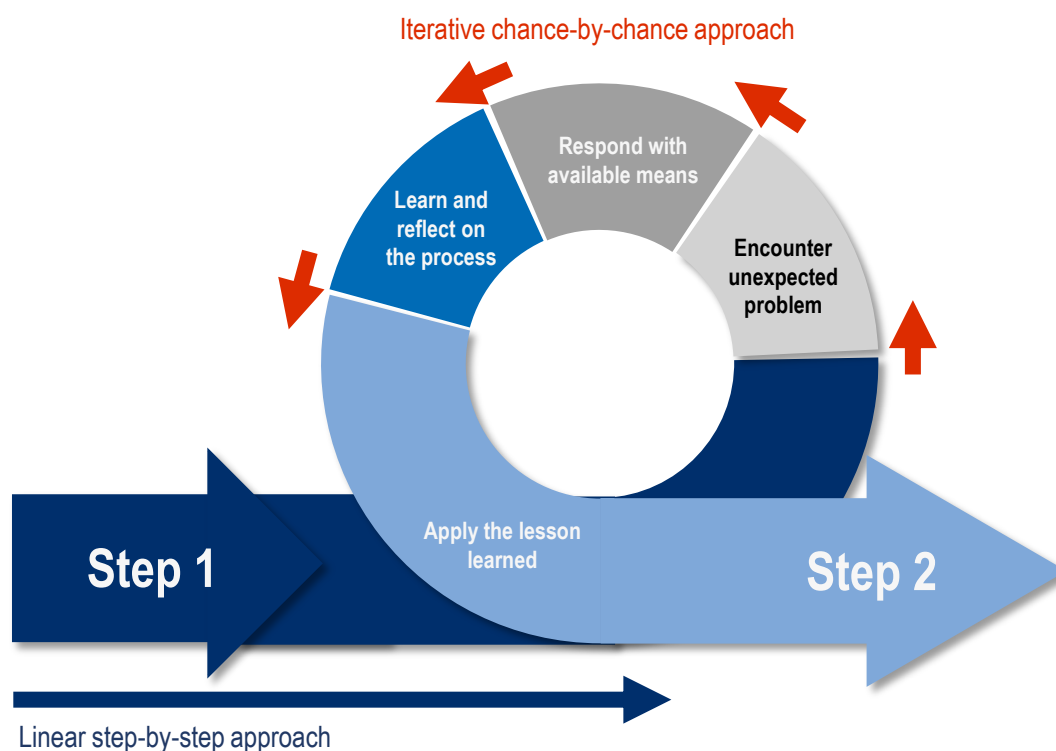 Iterative chance-by-chance approach
Respond with
available means
Learn and
reflect on
the process
Encounter
unexpected
problem
Apply the lesson
learned
Step 1
Step 2
Linear step-by-step approach